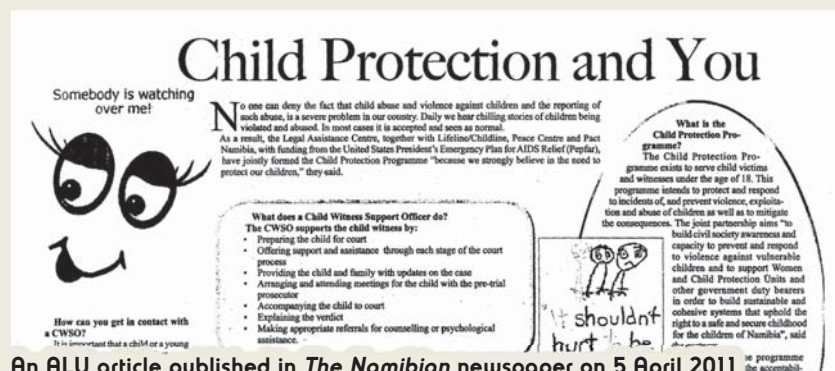 Child Protection and You
Somebody is watching
over me!
No one can deny the fact that child abuse and violence against children and the reporting of
such abuse, is a severe problem in our country. Daily we hear chilling stories of children being
violated and abused. In most cases it is accepted and seen as normal.
As a result, the Legal Assistance Centre, together with Lifeline/Childline, Peace Centre and Pact
Namibia, with funding from the United States President's Emergency Plan for AIDS Relief (Pepfar),
have jointly formed the Child Protection Programme "because we strongly believe in the need to
protect our children," they said.
What does a Child Witness Support Officer do?
The CWSO supports the child witness by:
• Preparing the child for court
• Offering support and assistance through each stage of the court
process
• Providing the child and family with updates on the case
• Arranging and attending meetings for the child with the pre-trial
prosecutor
• Accompanying the child to court
• Explaining the verdict
• Making appropriate referrals for counselling or psychological
assistance.
How can you get in contact with
a CWSO?
It is important that a child or a young
It shouldn't
hurt to be
What is the
Child Protection Pro-
gramme?
The Child Protection Pro-
gramme exists to serve child victims
and witnesses under the age of 18. This
programme intends to protect and respond
to incidents of, and prevent violence, exploita-
tion and abuse of children as well as to mitigate
the consequences. The joint partnership aims "to
build civil society awareness and
capacity to prevent and respond
to violence against vulnerable
children and to support Women
and Child Protection Units and
other government duty bearers
in order to build sustainable and
cohesive systems that uphold the
right to a safe and secure childhood
for the children of Namibia", said
programme
the acceptabil-
An ALU article published in The Namibian newspaper on 5 April 2011